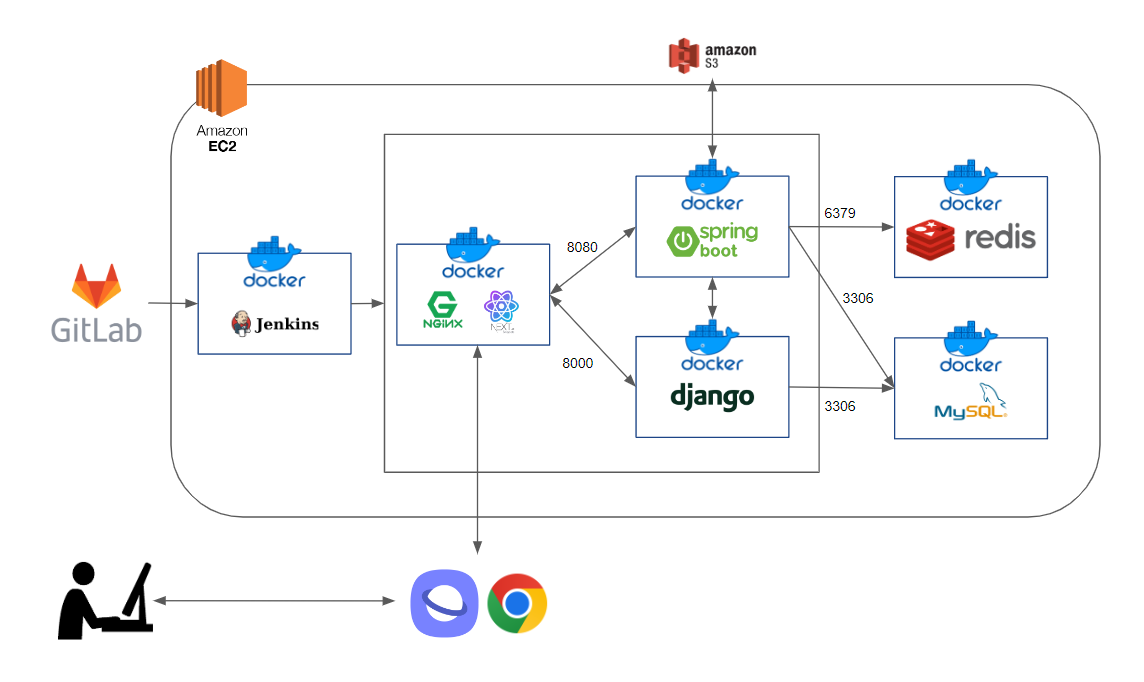 amazon
S3
Amazon
EC2
docker
spring
boot
6379
docker
redis
8080
docker
Jenkins
docker
NGINX
NEXT
3306
GitLab
8000
docker
django
3306
docker
MySQL